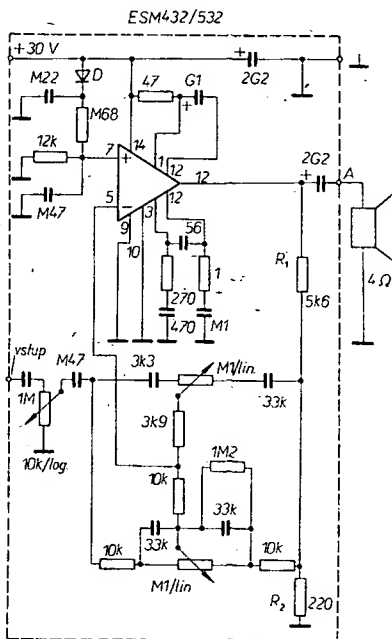 ESM432/532
+30 V
M22
D
47
G1
+
2G2
+
M68
12k
7
+
14
1
12
2G2
+
A
M47
5
−
12
12
3
9
10
56
R1
5k6
4 Ω
270
1
470
M1
vstup
M47
3k3
M1/lin.
33k
1M
10k/log.
3k9
10k
1M2
33k
33k
10k
10k
M1/lin
R2
220